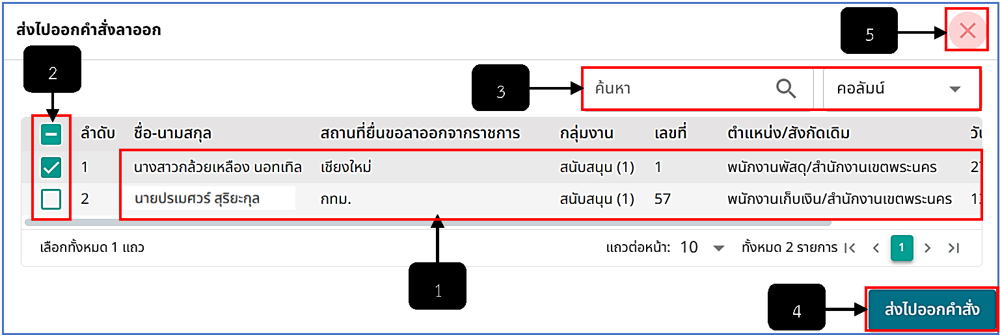 ส่งไปออกคำสั่งลาออก
5
2
3
ค้นหา
คอลัมน์
ลำดับ ชื่อ-นามสกุล สถานที่ยื่นขอลาออกจากราชการ กลุ่มงาน เลขที่ ตำแหน่ง/สังกัดเดิม
1 นางสาวกล้วยเหลือง นอทเทิล เชียงใหม่ สนับสนุน (1) 1 พนักงานพัสดุ/สำนักงานเขตพระนคร
2 นายปรเมศวร์ สุริยะกุล กทม. สนับสนุน (1) 57 พนักงานเก็บเงิน/สำนักงานเขตพระนคร
เลือกทั้งหมด 1 แถว แถวต่อหน้า: 10 ทั้งหมด 2 รายการ 1
1
4
ส่งไปออกคำสั่ง